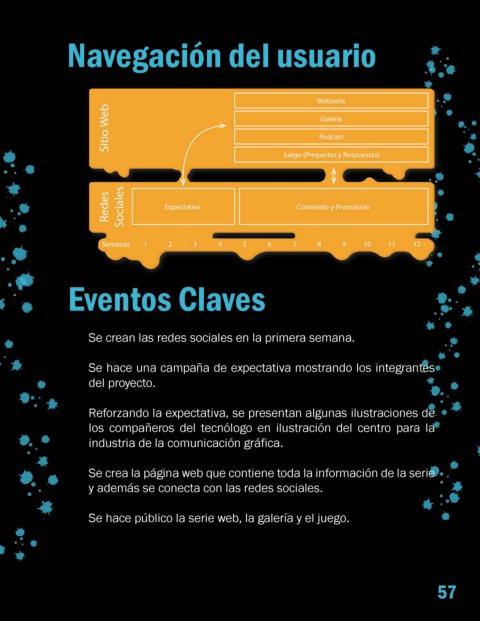 Navegación del usuario
Sitio Web
Webserie
Galeria
Podcats
Juego (Preguntas y Respuestas)
Redes
Sociales
Expectativa
Contenido y Promoción
Semanas 1 2 3 4 5 6 7 8 9 10 11 12
Eventos Claves
Se crean las redes sociales en la primera semana.
Se hace una campaña de expectativa mostrando los integrantes
del proyecto.
Reforzando la expectativa, se presentan algunas ilustraciones de
los compañeros del tecnólogo en ilustración del centro para la
industria de la comunicación gráfica.
Se crea la página web que contiene toda la información de la serie
y además se conecta con las redes sociales.
Se hace público la serie web, la galería y el juego.
57